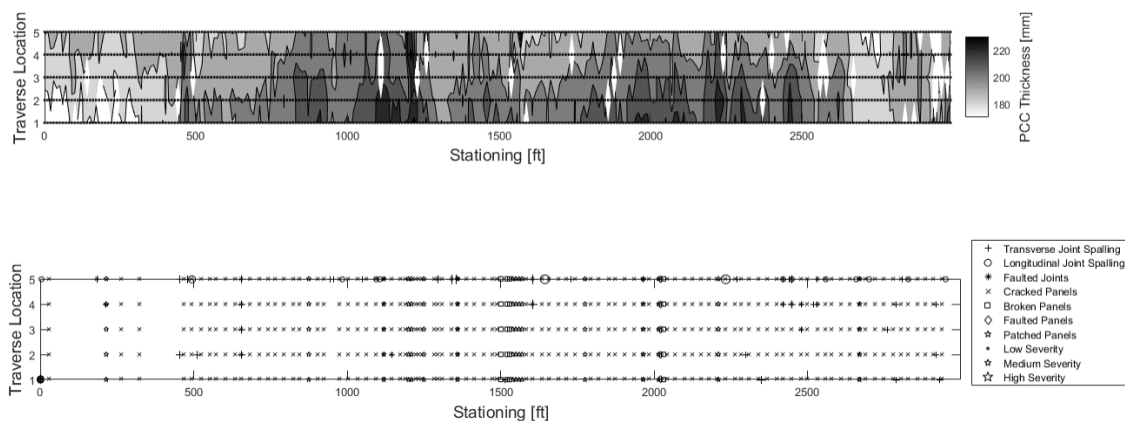 5
4
3
2
1
Traverse Location
500
1000
1500
2000
2500
Stationing [ft]
220
200
180
PCC Thickness [mm]
5
4
3
2
1
Traverse Location
0
500
1000
1500
2000
2500
Stationing [ft]
Transverse Joint Spalling
Longitudinal Joint Spalling
Faulted Joints
Cracked Panels
Broken Panels
Faulted Panels
Patched Panels
Low Severity
Medium Severity
High Severity